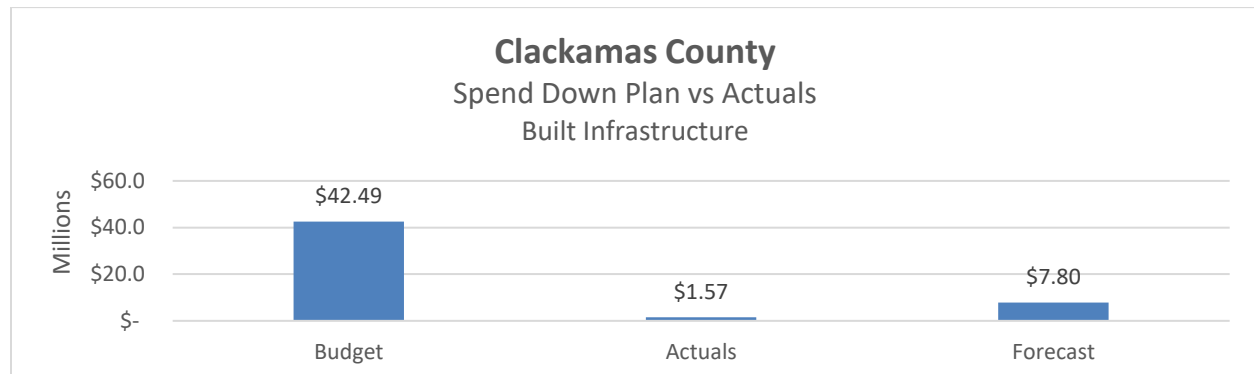 Clackamas County
Spend Down Plan vs Actuals
Built Infrastructure
Millions
$60.0
$40.0
$20.0
$-
$42.49
$1.57
$7.80
Budget
Actuals
Forecast